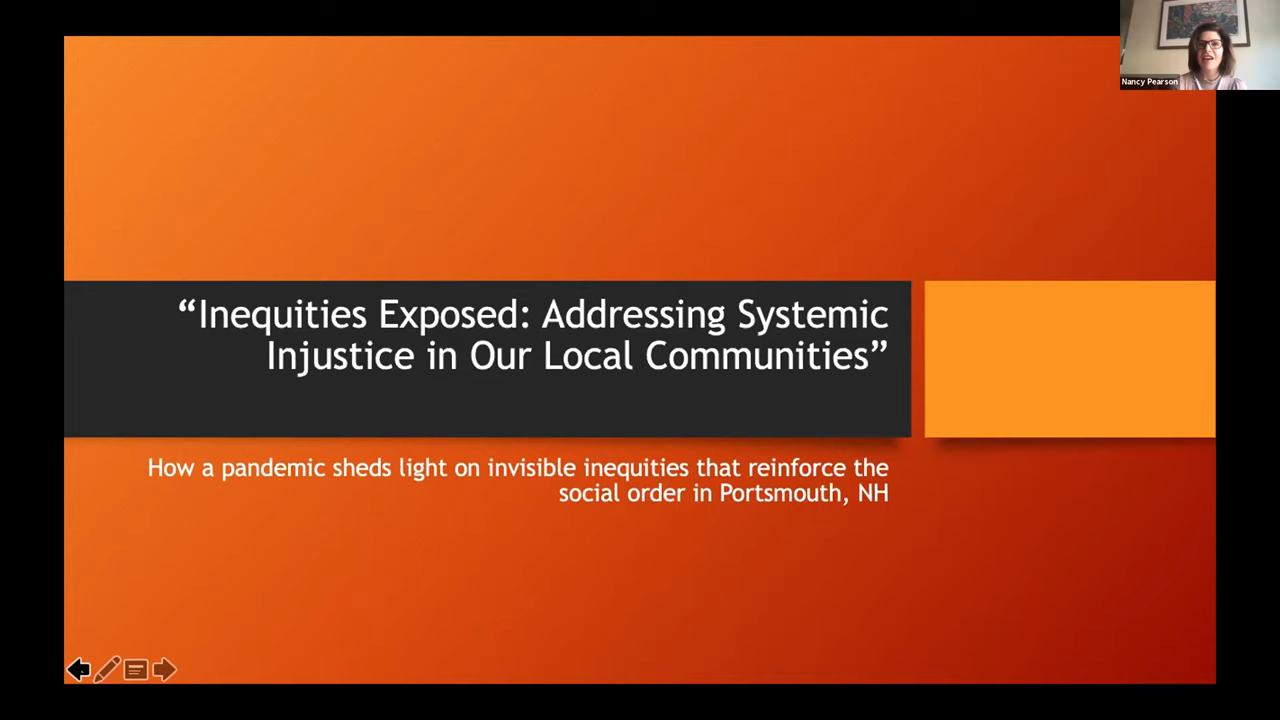 Nancy Pearson
“Inequities Exposed: Addressing Systemic
Injustice in Our Local Communities”
How a pandemic sheds light on invisible inequities that reinforce the
social order in Portsmouth, NH